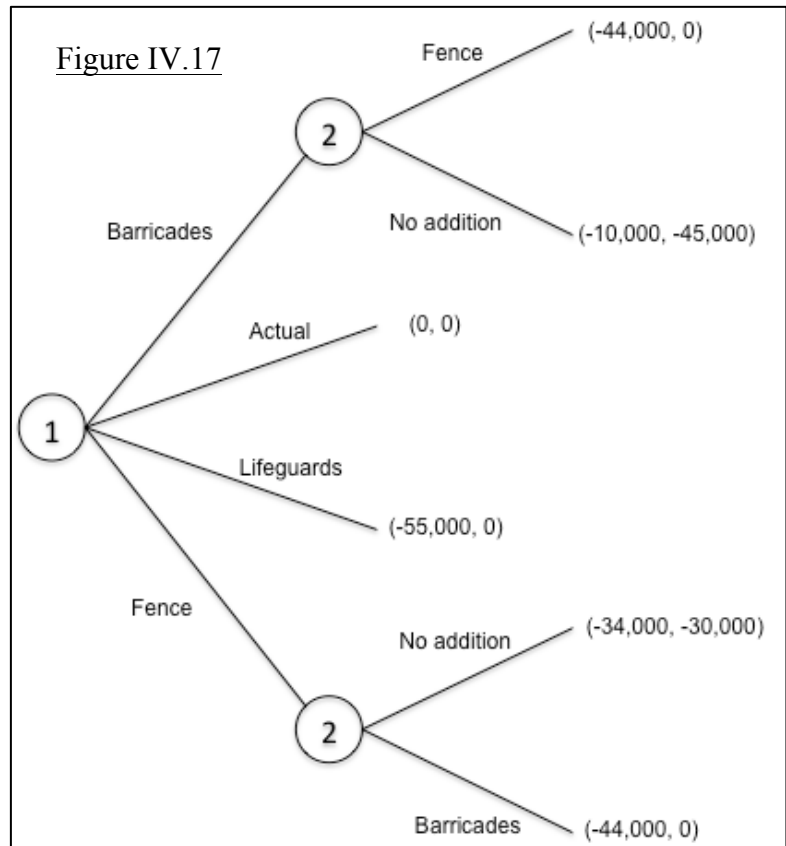 Figure IV.17
(-44,000, 0)
Fence
2
No addition
(-10,000, -45,000)
Barricades
Actual
(0, 0)
1
Lifeguards
(-55,000, 0)
Fence
No addition
(-34,000, -30,000)
2
Barricades
(-44,000, 0)